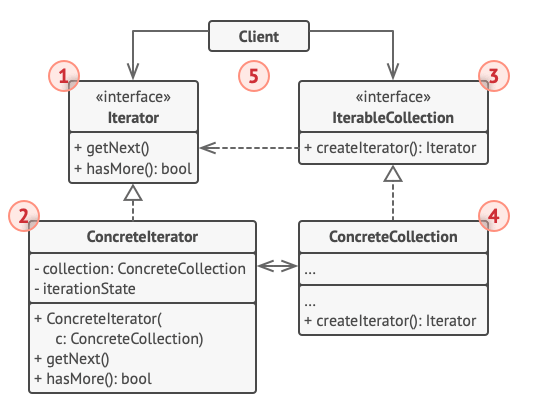 Client
1
5
3
«interface»
Iterator
+ getNext()
+ hasMore(): bool
«interface»
IterableCollection
+ createIterator(): Iterator
2
ConcreteIterator
- collection: ConcreteCollection
- iterationState
+ ConcreteIterator(
c: ConcreteCollection)
+ getNext()
+ hasMore(): bool
4
ConcreteCollection
...
...
+ createIterator(): Iterator